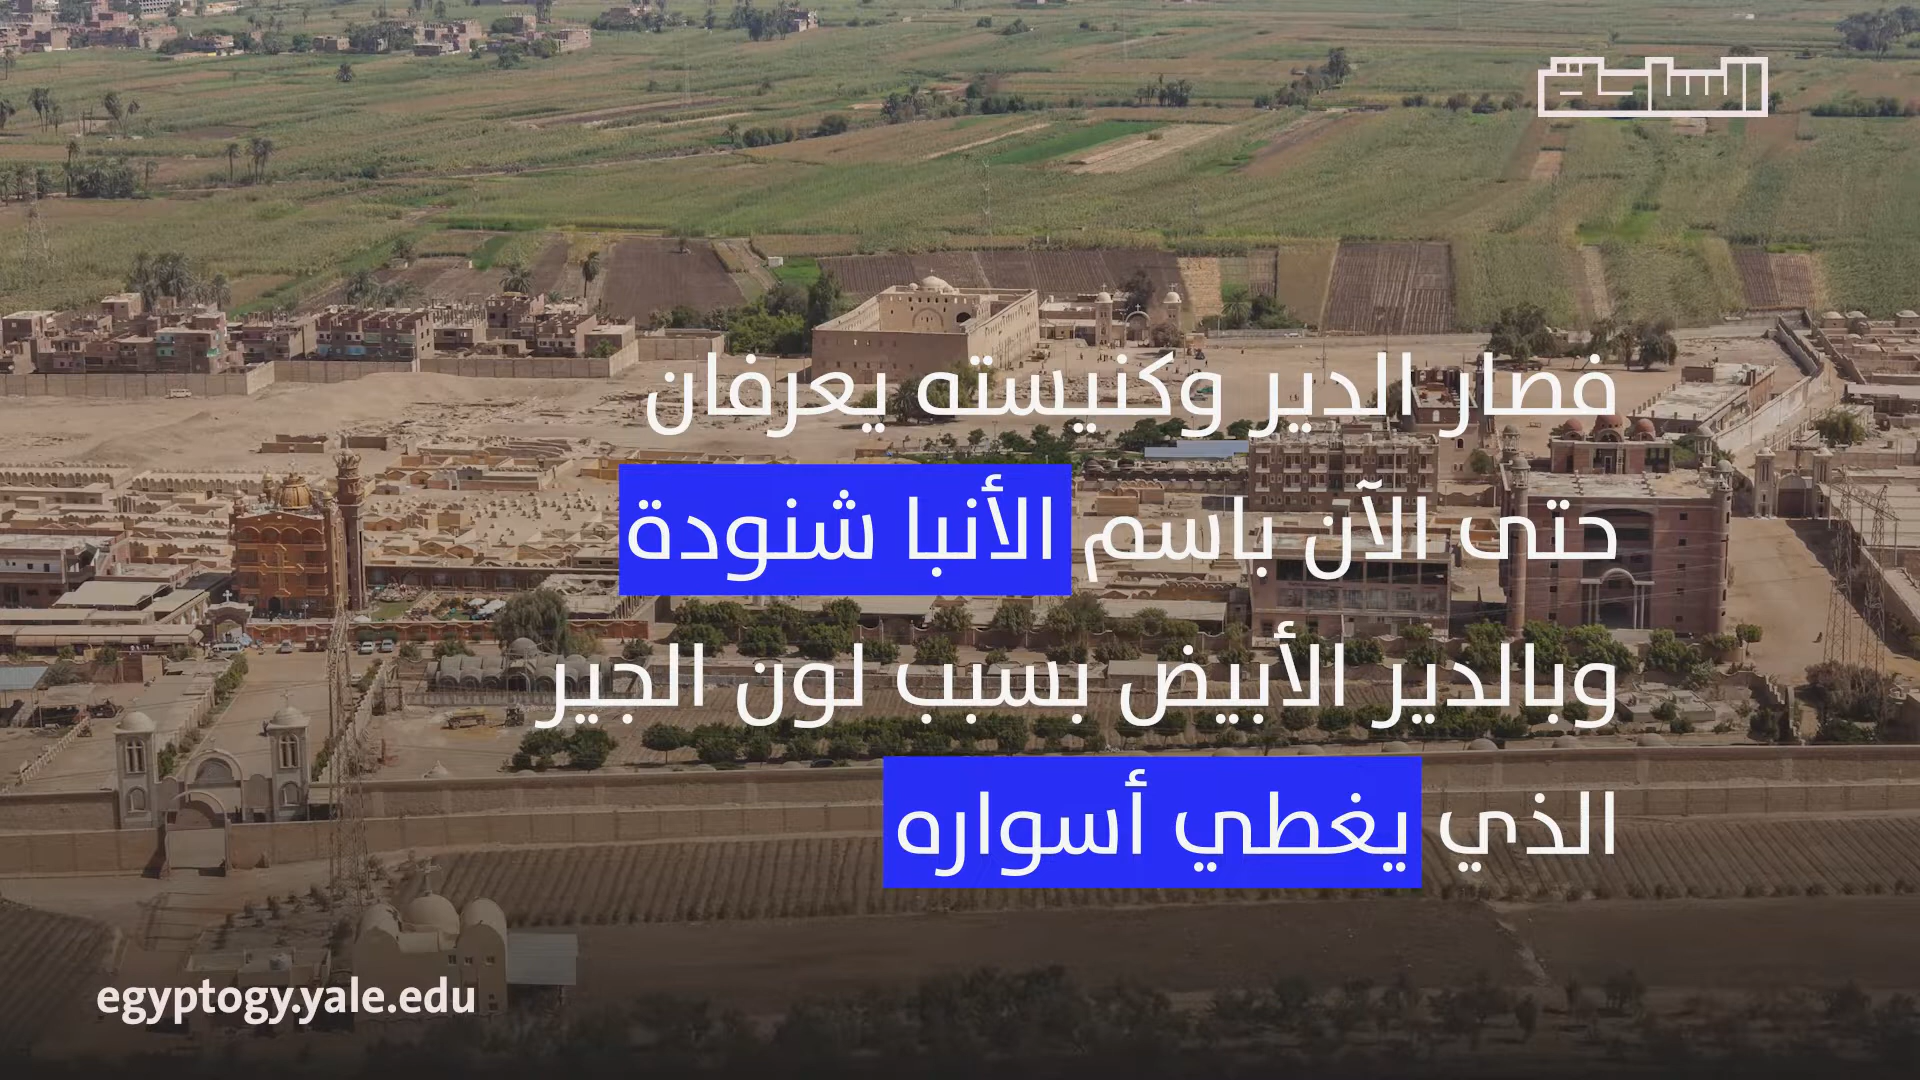 فصار الدير وكنيسته يعرفان
حتى الآن باسم الأنبا شنودة
وبالدير الأبيض بسبب لون الجير
الذي يغطي أسواره
egyptogy.yale.edu